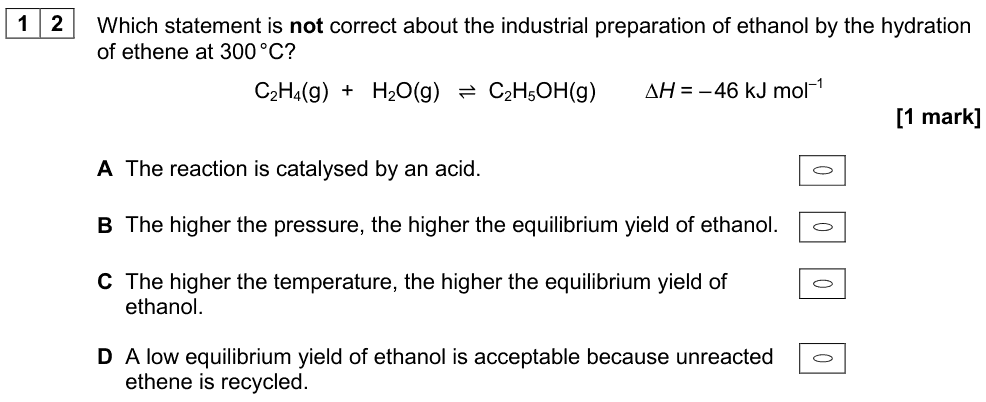 1 2 Which statement is not correct about the industrial preparation of ethanol by the hydration
of ethene at 300 °C?
C₂H₄(g) + H₂O(g) ⇌ C₂H₅OH(g) ΔH = −46 kJ mol⁻¹
[1 mark]
A The reaction is catalysed by an acid.
B The higher the pressure, the higher the equilibrium yield of ethanol.
C The higher the temperature, the higher the equilibrium yield of
ethanol.
D A low equilibrium yield of ethanol is acceptable because unreacted
ethene is recycled.